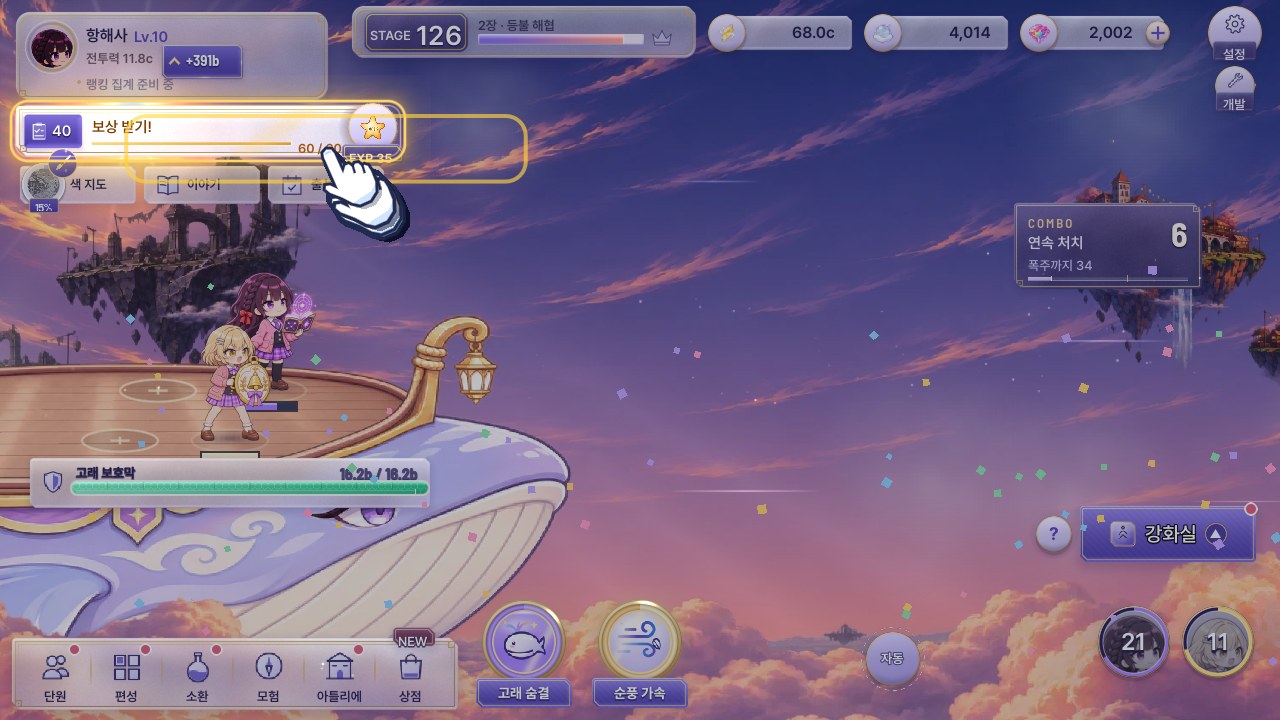 항해사 Lv.10
전투력 11.8c
+391b
* 랭킹 집계 준비 중
STAGE 126
2장 · 등불 해협
68.0c
4,014
2,002
설정
개발
40
보상 받기!
EXP 35
색 지도
15%
이야기
COMBO
연속 처치
6
폭주까지 34
고래 보호막
16.2b / 16.2b
?
강화실
NEW
단원
편성
소환
모험
아틀리에
상점
고래 숨결
순풍 가속
자동
21
11